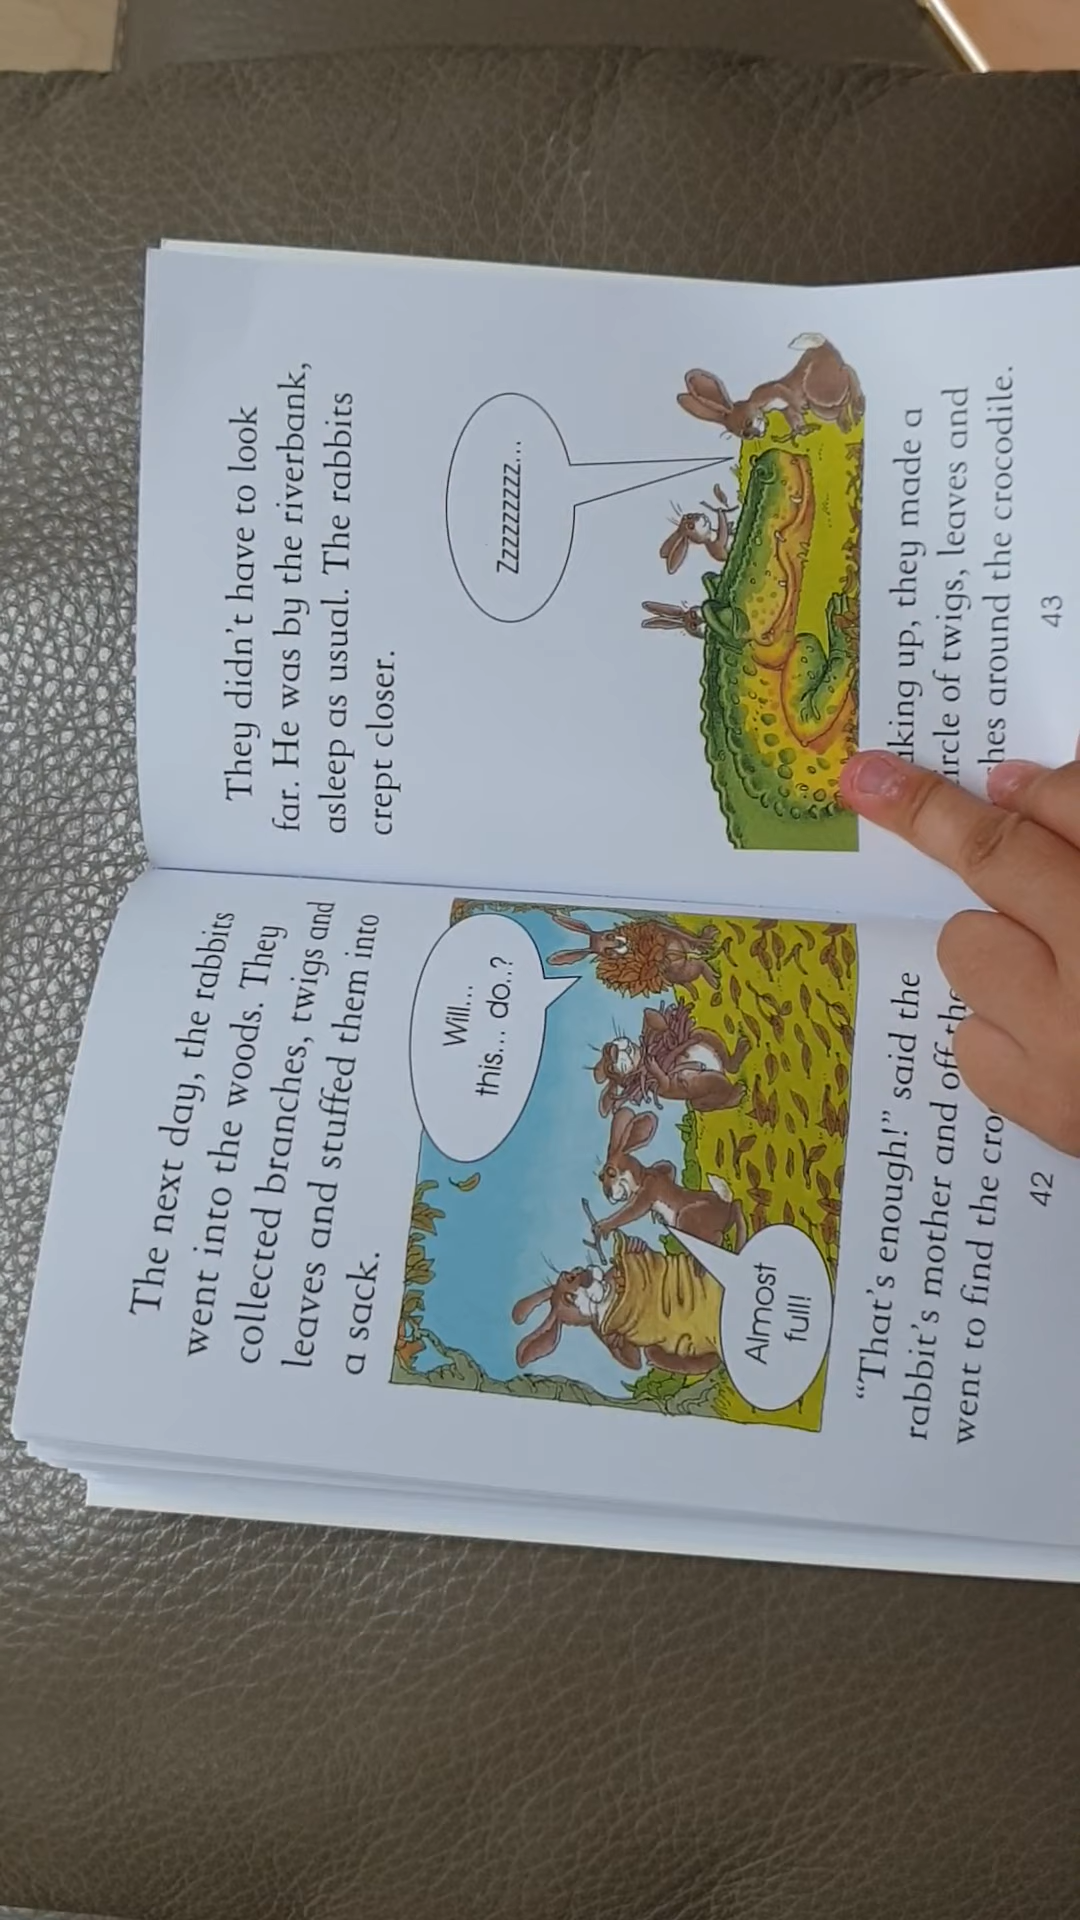 The next day, the rabbits
went into the woods. They
collected branches, twigs and
leaves and stuffed them into
a sack.
Will...
this... do..?
Almost
full!
"That's enough!" said the
rabbit's mother and off
went to find the
42
They didn't have to look
far. He was by the riverbank,
asleep as usual. The rabbits
crept closer.
Zzzzzzzzzz...
up, they made a
of twigs, leaves and
around the crocodile.
43